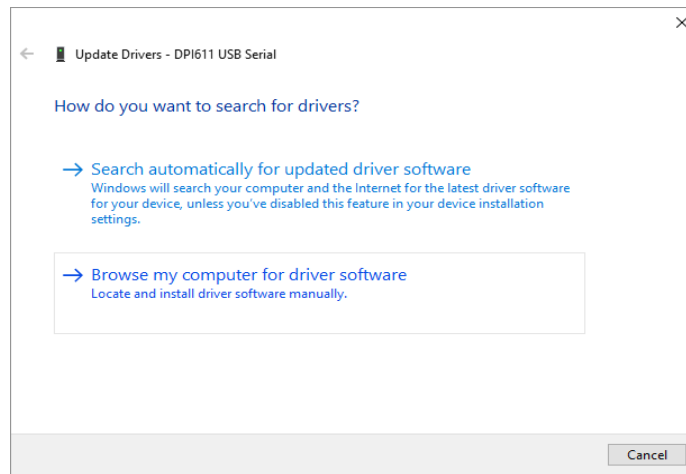 Update Drivers - DPI611 USB Serial
How do you want to search for drivers?
Search automatically for updated driver software
Windows will search your computer and the Internet for the latest driver software
for your device, unless you've disabled this feature in your device installation
settings.
Browse my computer for driver software
Locate and install driver software manually.
Cancel